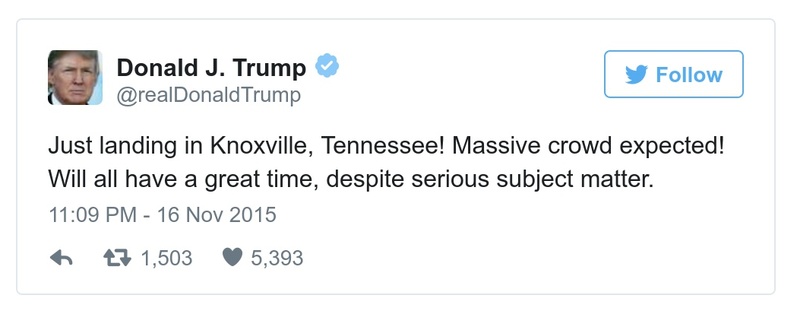 Donald J. Trump
@realDonaldTrump
Follow
Just landing in Knoxville, Tennessee! Massive crowd expected!
Will all have a great time, despite serious subject matter.
11:09 PM - 16 Nov 2015
1,503 5,393